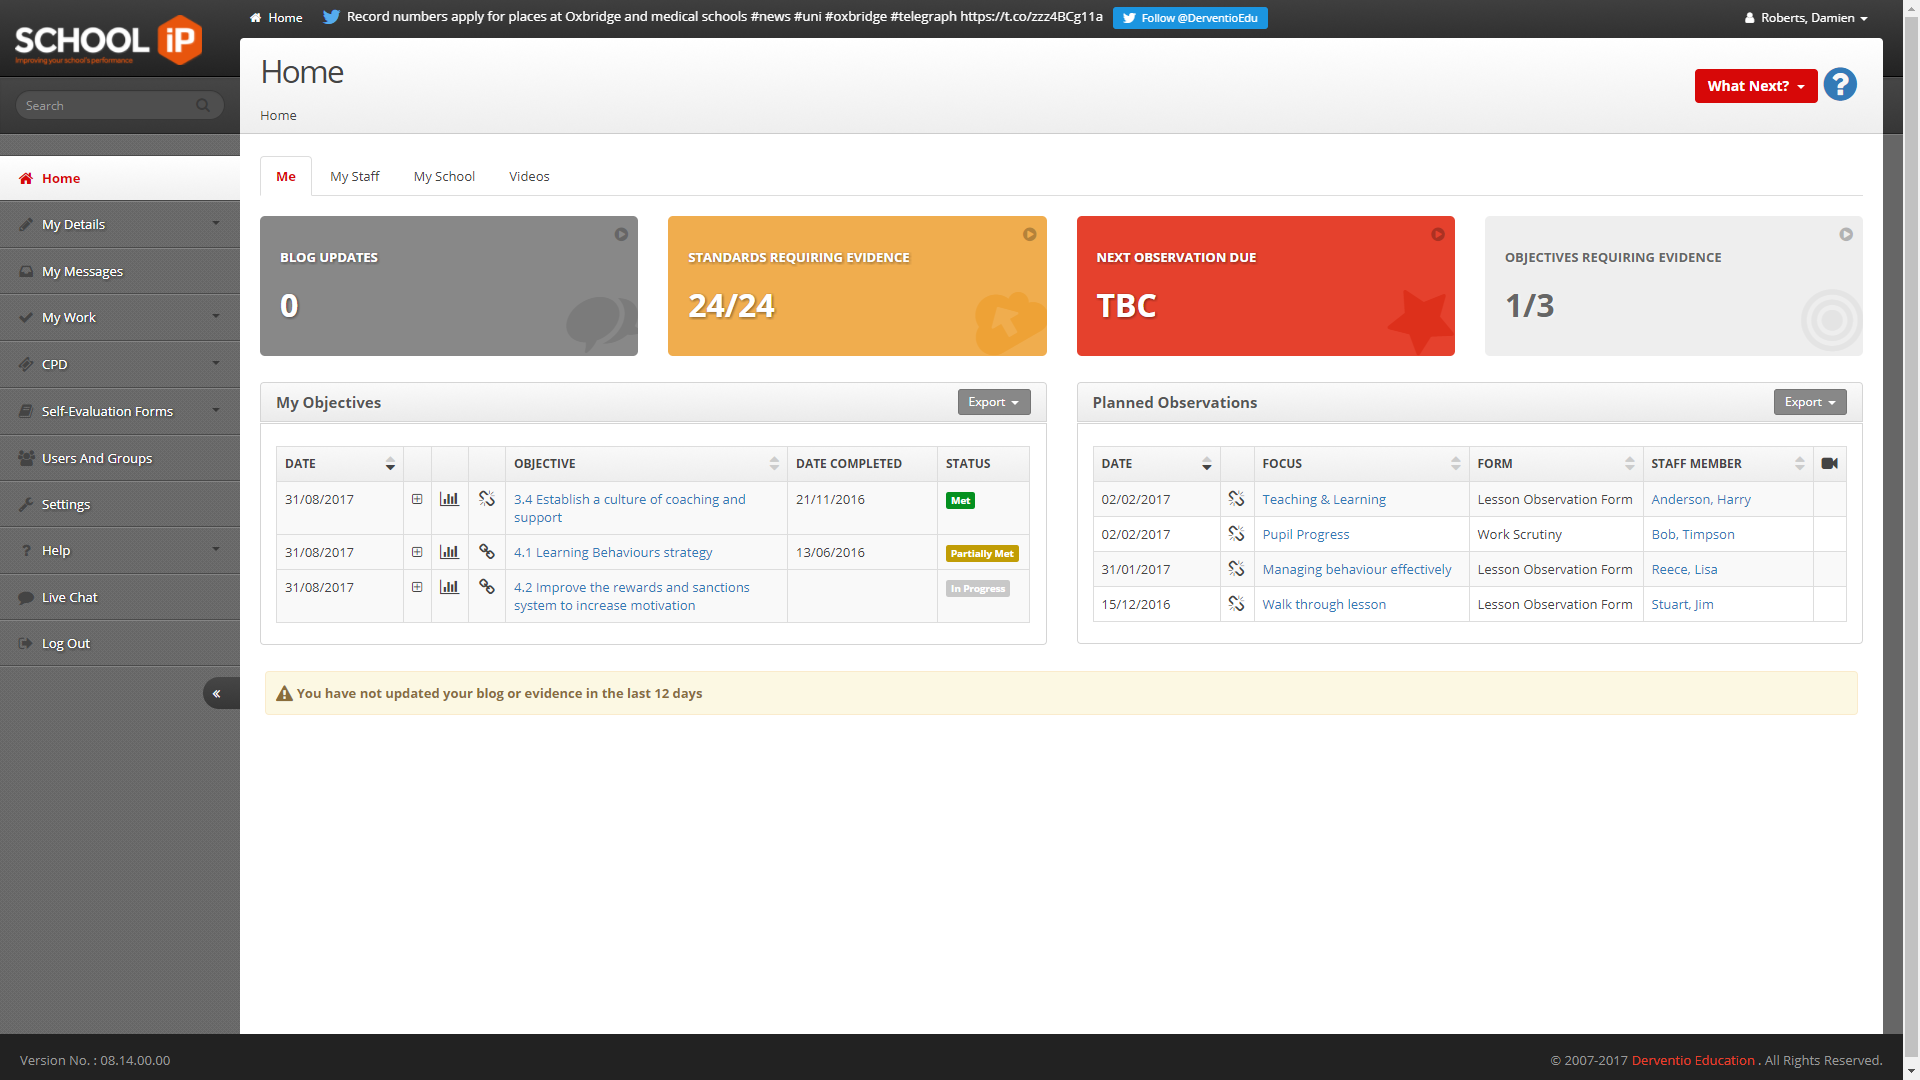 SCHOOL iP
Improving your school's performance
Home
Record numbers apply for places at Oxbridge and medical schools #news #uni #oxbridge #telegraph https://t.co/zzz4BCg11a
Follow @DerventioEdu
Roberts, Damien
Search
Home
What Next?
?
Home
Home
My Details
My Messages
My Work
CPD
Self-Evaluation Forms
Users And Groups
Settings
? Help
Live Chat
Log Out
«
Me My Staff My School Videos
BLOG UPDATES
0
STANDARDS REQUIRING EVIDENCE
24/24
NEXT OBSERVATION DUE
TBC
OBJECTIVES REQUIRING EVIDENCE
1/3
My Objectives Export
DATE OBJECTIVE DATE COMPLETED STATUS
31/08/2017 3.4 Establish a culture of coaching and 21/11/2016 Met
support
31/08/2017 4.1 Learning Behaviours strategy 13/06/2016 Partially Met
31/08/2017 4.2 Improve the rewards and sanctions In Progress
system to increase motivation
Planned Observations Export
DATE FOCUS FORM STAFF MEMBER
02/02/2017 Teaching & Learning Lesson Observation Form Anderson, Harry
02/02/2017 Pupil Progress Work Scrutiny Bob, Timpson
31/01/2017 Managing behaviour effectively Lesson Observation Form Reece, Lisa
15/12/2016 Walk through lesson Lesson Observation Form Stuart, Jim
You have not updated your blog or evidence in the last 12 days
Version No. : 08.14.00.00
© 2007-2017 Derventio Education . All Rights Reserved.